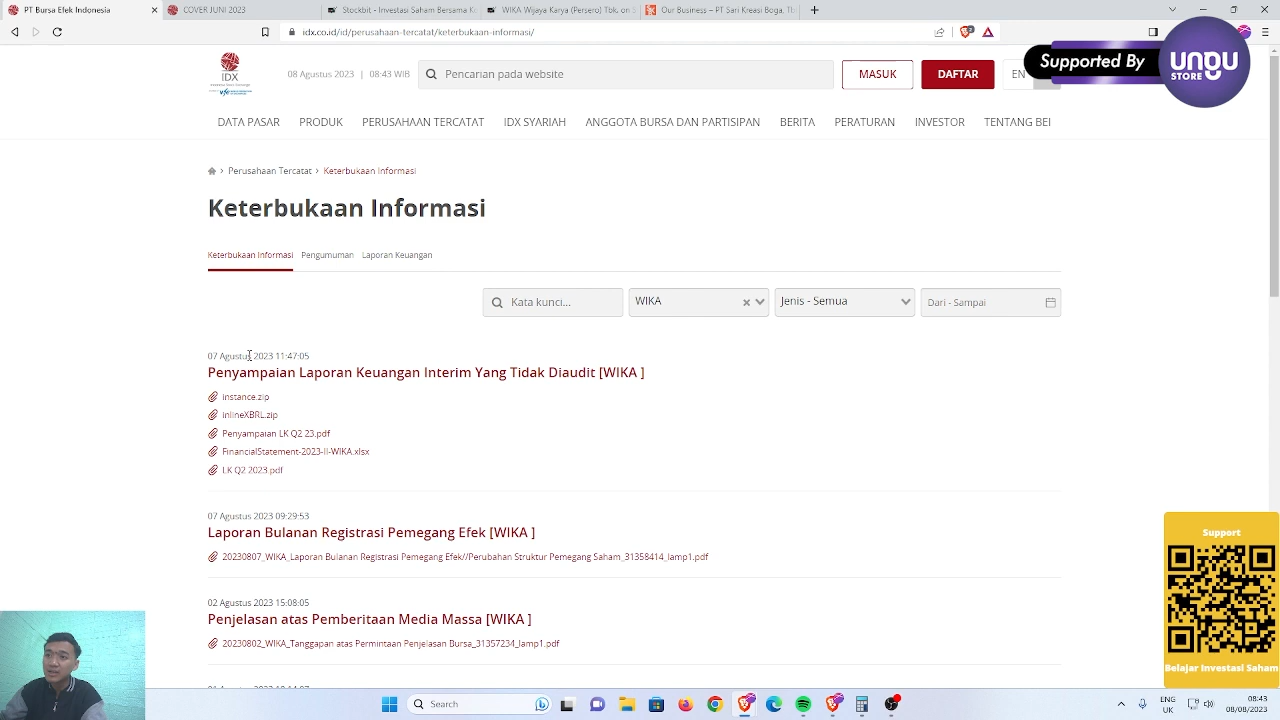 PT Bursa Efek Indonesia
COVER JUNI 2023
Stockbit - Investasi Saham Kini
WIKA Wijaya Karya (Persero) Tbk. on S
Our Business – PT Sari Kreasi Boga, Tb
idx.co.id/id/perusahaan-tercatat/keterbukaan-informasi/
Supported By
UNGU
STORE
IDX
08 Agustus 2023 | 08:43 WIB
Pencarian pada website
MASUK
DAFTAR
EN
DATA PASAR
PRODUK
PERUSAHAAN TERCATAT
IDX SYARIAH
ANGGOTA BURSA DAN PARTISIPAN
BERITA
PERATURAN
INVESTOR
TENTANG BEI
Perusahaan Tercatat › Keterbukaan Informasi
Keterbukaan Informasi
Keterbukaan Informasi
Pengumuman
Laporan Keuangan
Kata kunci...
WIKA
Jenis - Semua
Dari - Sampai
07 Agustus 2023 11:47:05
Penyampaian Laporan Keuangan Interim Yang Tidak Diaudit [WIKA ]
instance.zip
inlineXBRL.zip
Penyampaian LK Q2 23.pdf
FinancialStatement-2023-II-WIKA.xlsx
LK Q2 2023.pdf
07 Agustus 2023 09:29:53
Laporan Bulanan Registrasi Pemegang Efek [WIKA ]
20230807_WIKA_Laporan Bulanan Registrasi Pemegang Efek//Perubahan Struktur Pemegang Saham_31358414_lamp1.pdf
02 Agustus 2023 15:08:05
Penjelasan atas Pemberitaan Media Massa [WIKA ]
20230802_WIKA_Tanggapan atas Permintaan Penjelasan Bursa_31357234_lamp1.pdf
Support
Belajar Investasi Saham
Search
08:43
08/08/2023